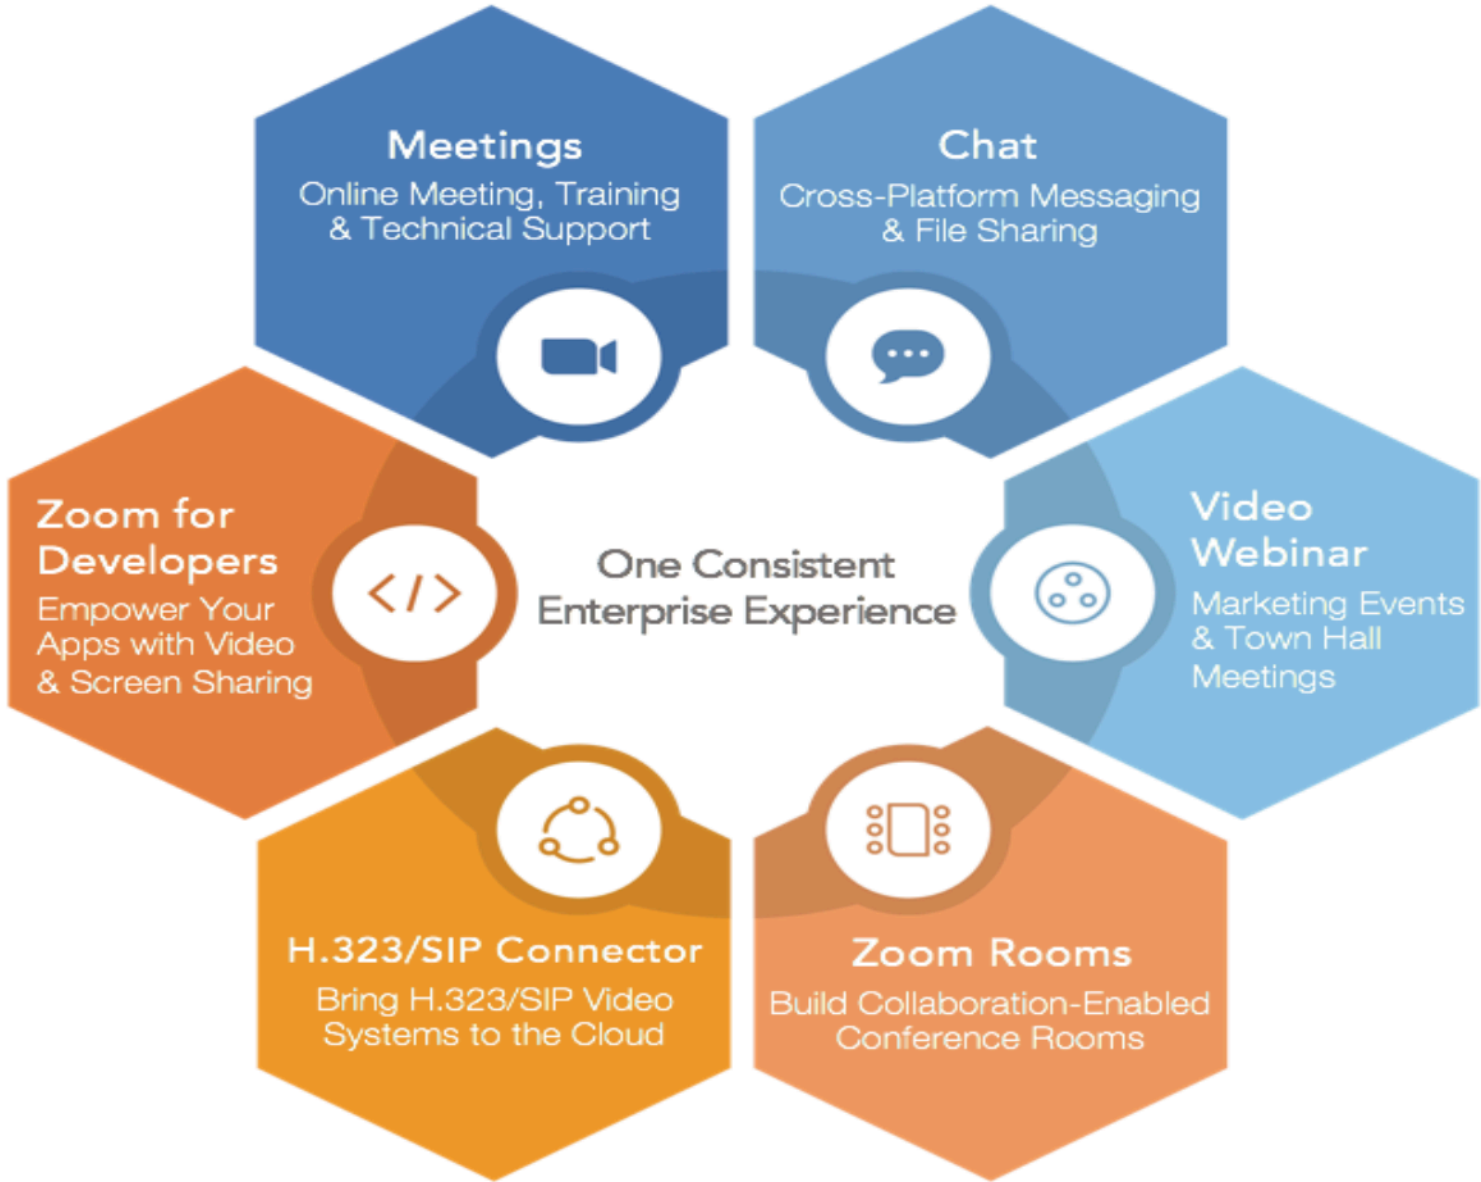 Meetings
Online Meeting, Training
& Technical Support
Chat
Cross-Platform Messaging
& File Sharing
Video
Webinar
Marketing Events
& Town Hall
Meetings
Zoom Rooms
Build Collaboration-Enabled
Conference Rooms
H.323/SIP Connector
Bring H.323/SIP Video
Systems to the Cloud
Zoom for
Developers
Empower Your
Apps with Video
& Screen Sharing
One Consistent
Enterprise Experience